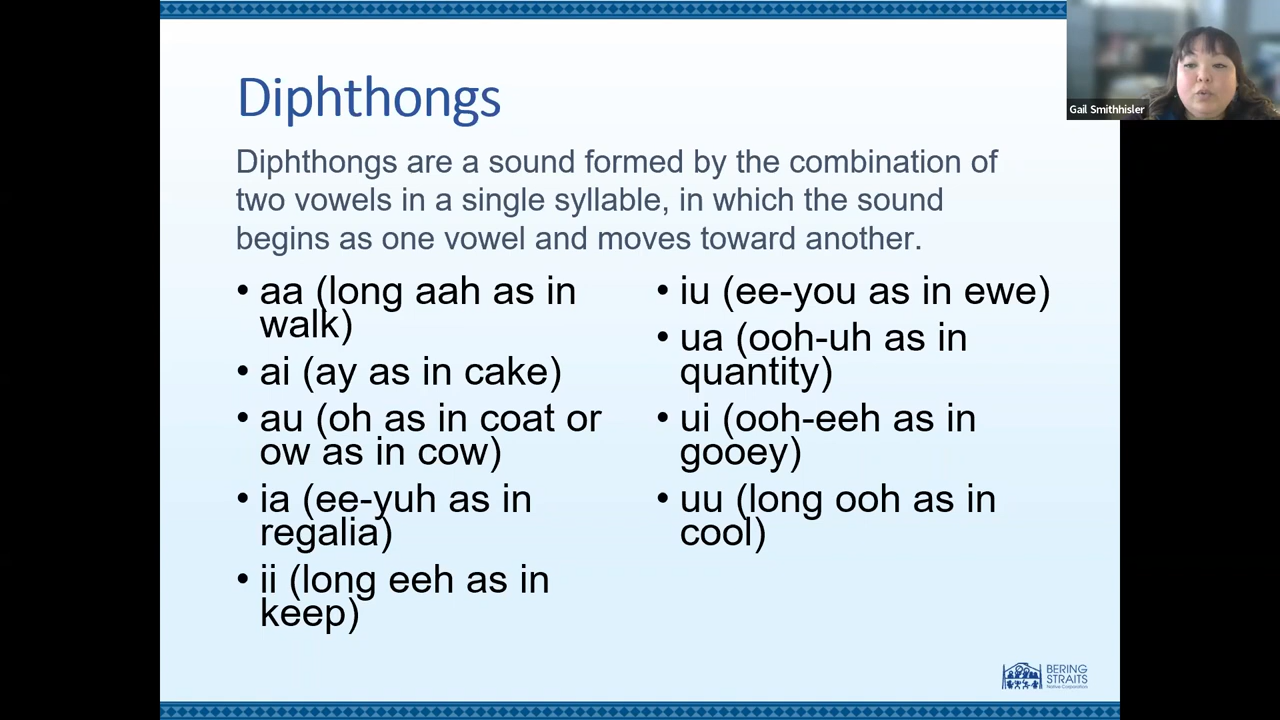 Diphthongs
Gail Smithhisler
Diphthongs are a sound formed by the combination of
two vowels in a single syllable, in which the sound
begins as one vowel and moves toward another.
• aa (long aah as in
walk)
• ai (ay as in cake)
• au (oh as in coat or
ow as in cow)
• ia (ee-yuh as in
regalia)
• ii (long eeh as in
keep)
• iu (ee-you as in ewe)
• ua (ooh-uh as in
quantity)
• ui (ooh-eeh as in
gooey)
• uu (long ooh as in
cool)
BERING
STRAITS
Native Corporation